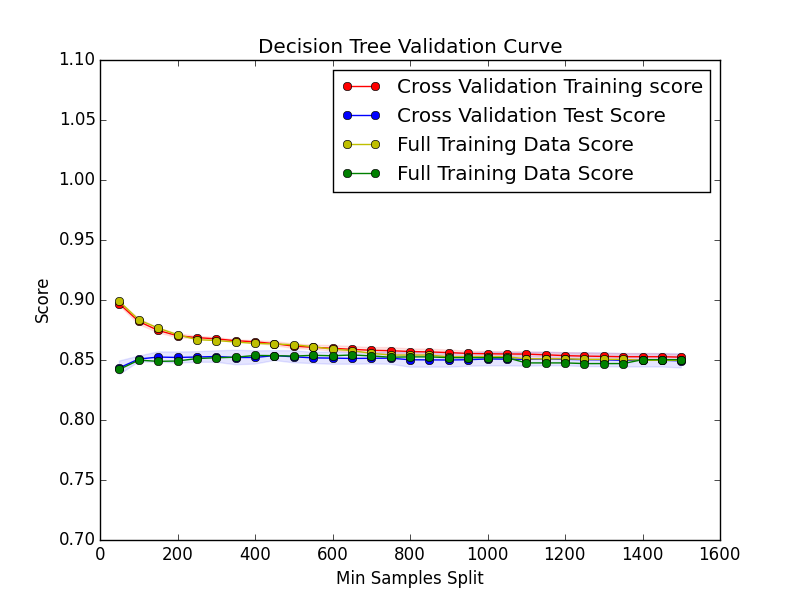 Decision Tree Validation Curve
1.10
1.05
1.00
0.95
0.90
0.85
0.80
0.75
0.70
Score
Cross Validation Training score
Cross Validation Test Score
Full Training Data Score
Full Training Data Score
0 200 400 600 800 1000 1200 1400 1600
Min Samples Split